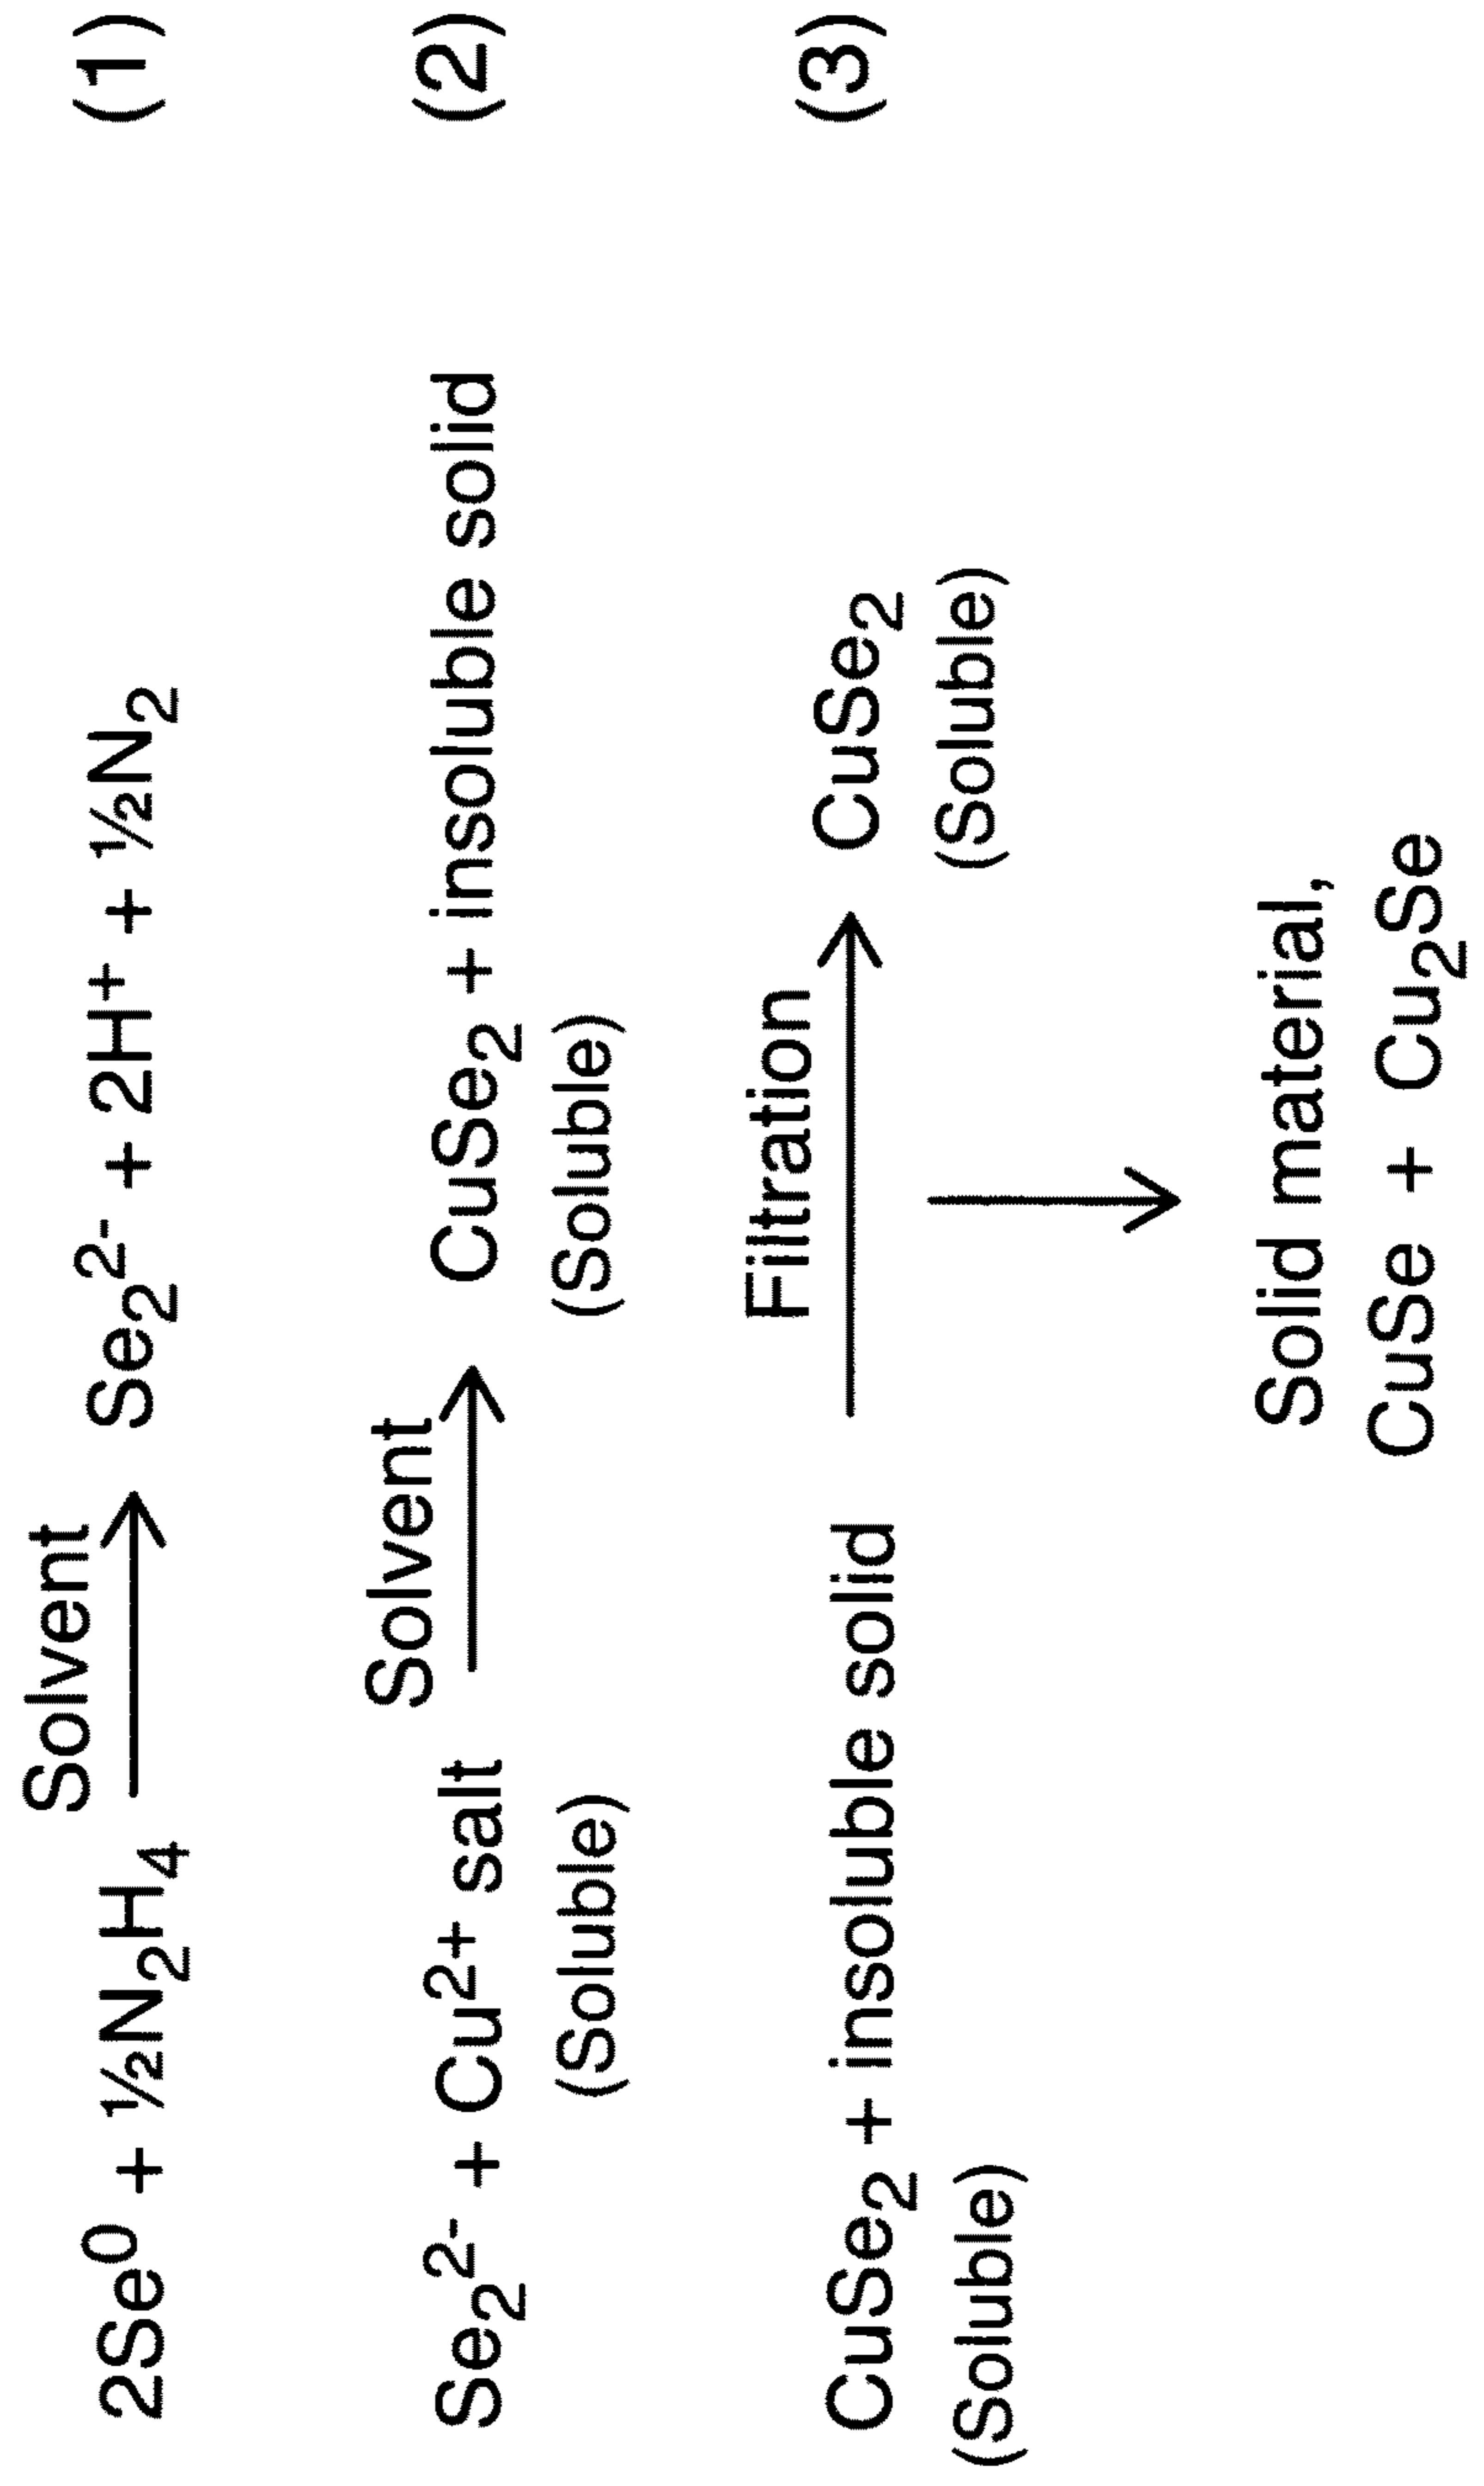 Solvent
2Se⁰ + ½N₂H₄ → Se₂²⁻ + 2H⁺ + ½N₂ (1)
Solvent
Se₂²⁻ + Cu²⁺ salt → CuSe₂ + insoluble solid (2)
(Soluble) (Soluble)
Filtration
CuSe₂ + insoluble solid → CuSe₂ (3)
(Soluble) (Soluble)
Solid material,
CuSe + Cu₂Se